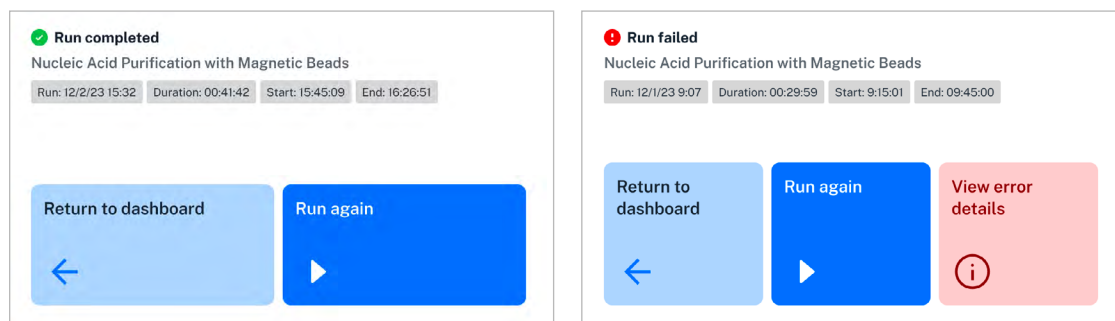 Run completed
Nucleic Acid Purification with Magnetic Beads
Run: 12/2/23 15:32 Duration: 00:41:42 Start: 15:45:09 End: 16:26:51
Return to dashboard
Run again
Run failed
Nucleic Acid Purification with Magnetic Beads
Run: 12/1/23 9:07 Duration: 00:29:59 Start: 9:15:01 End: 09:45:00
Return to
dashboard
Run again
View error
details